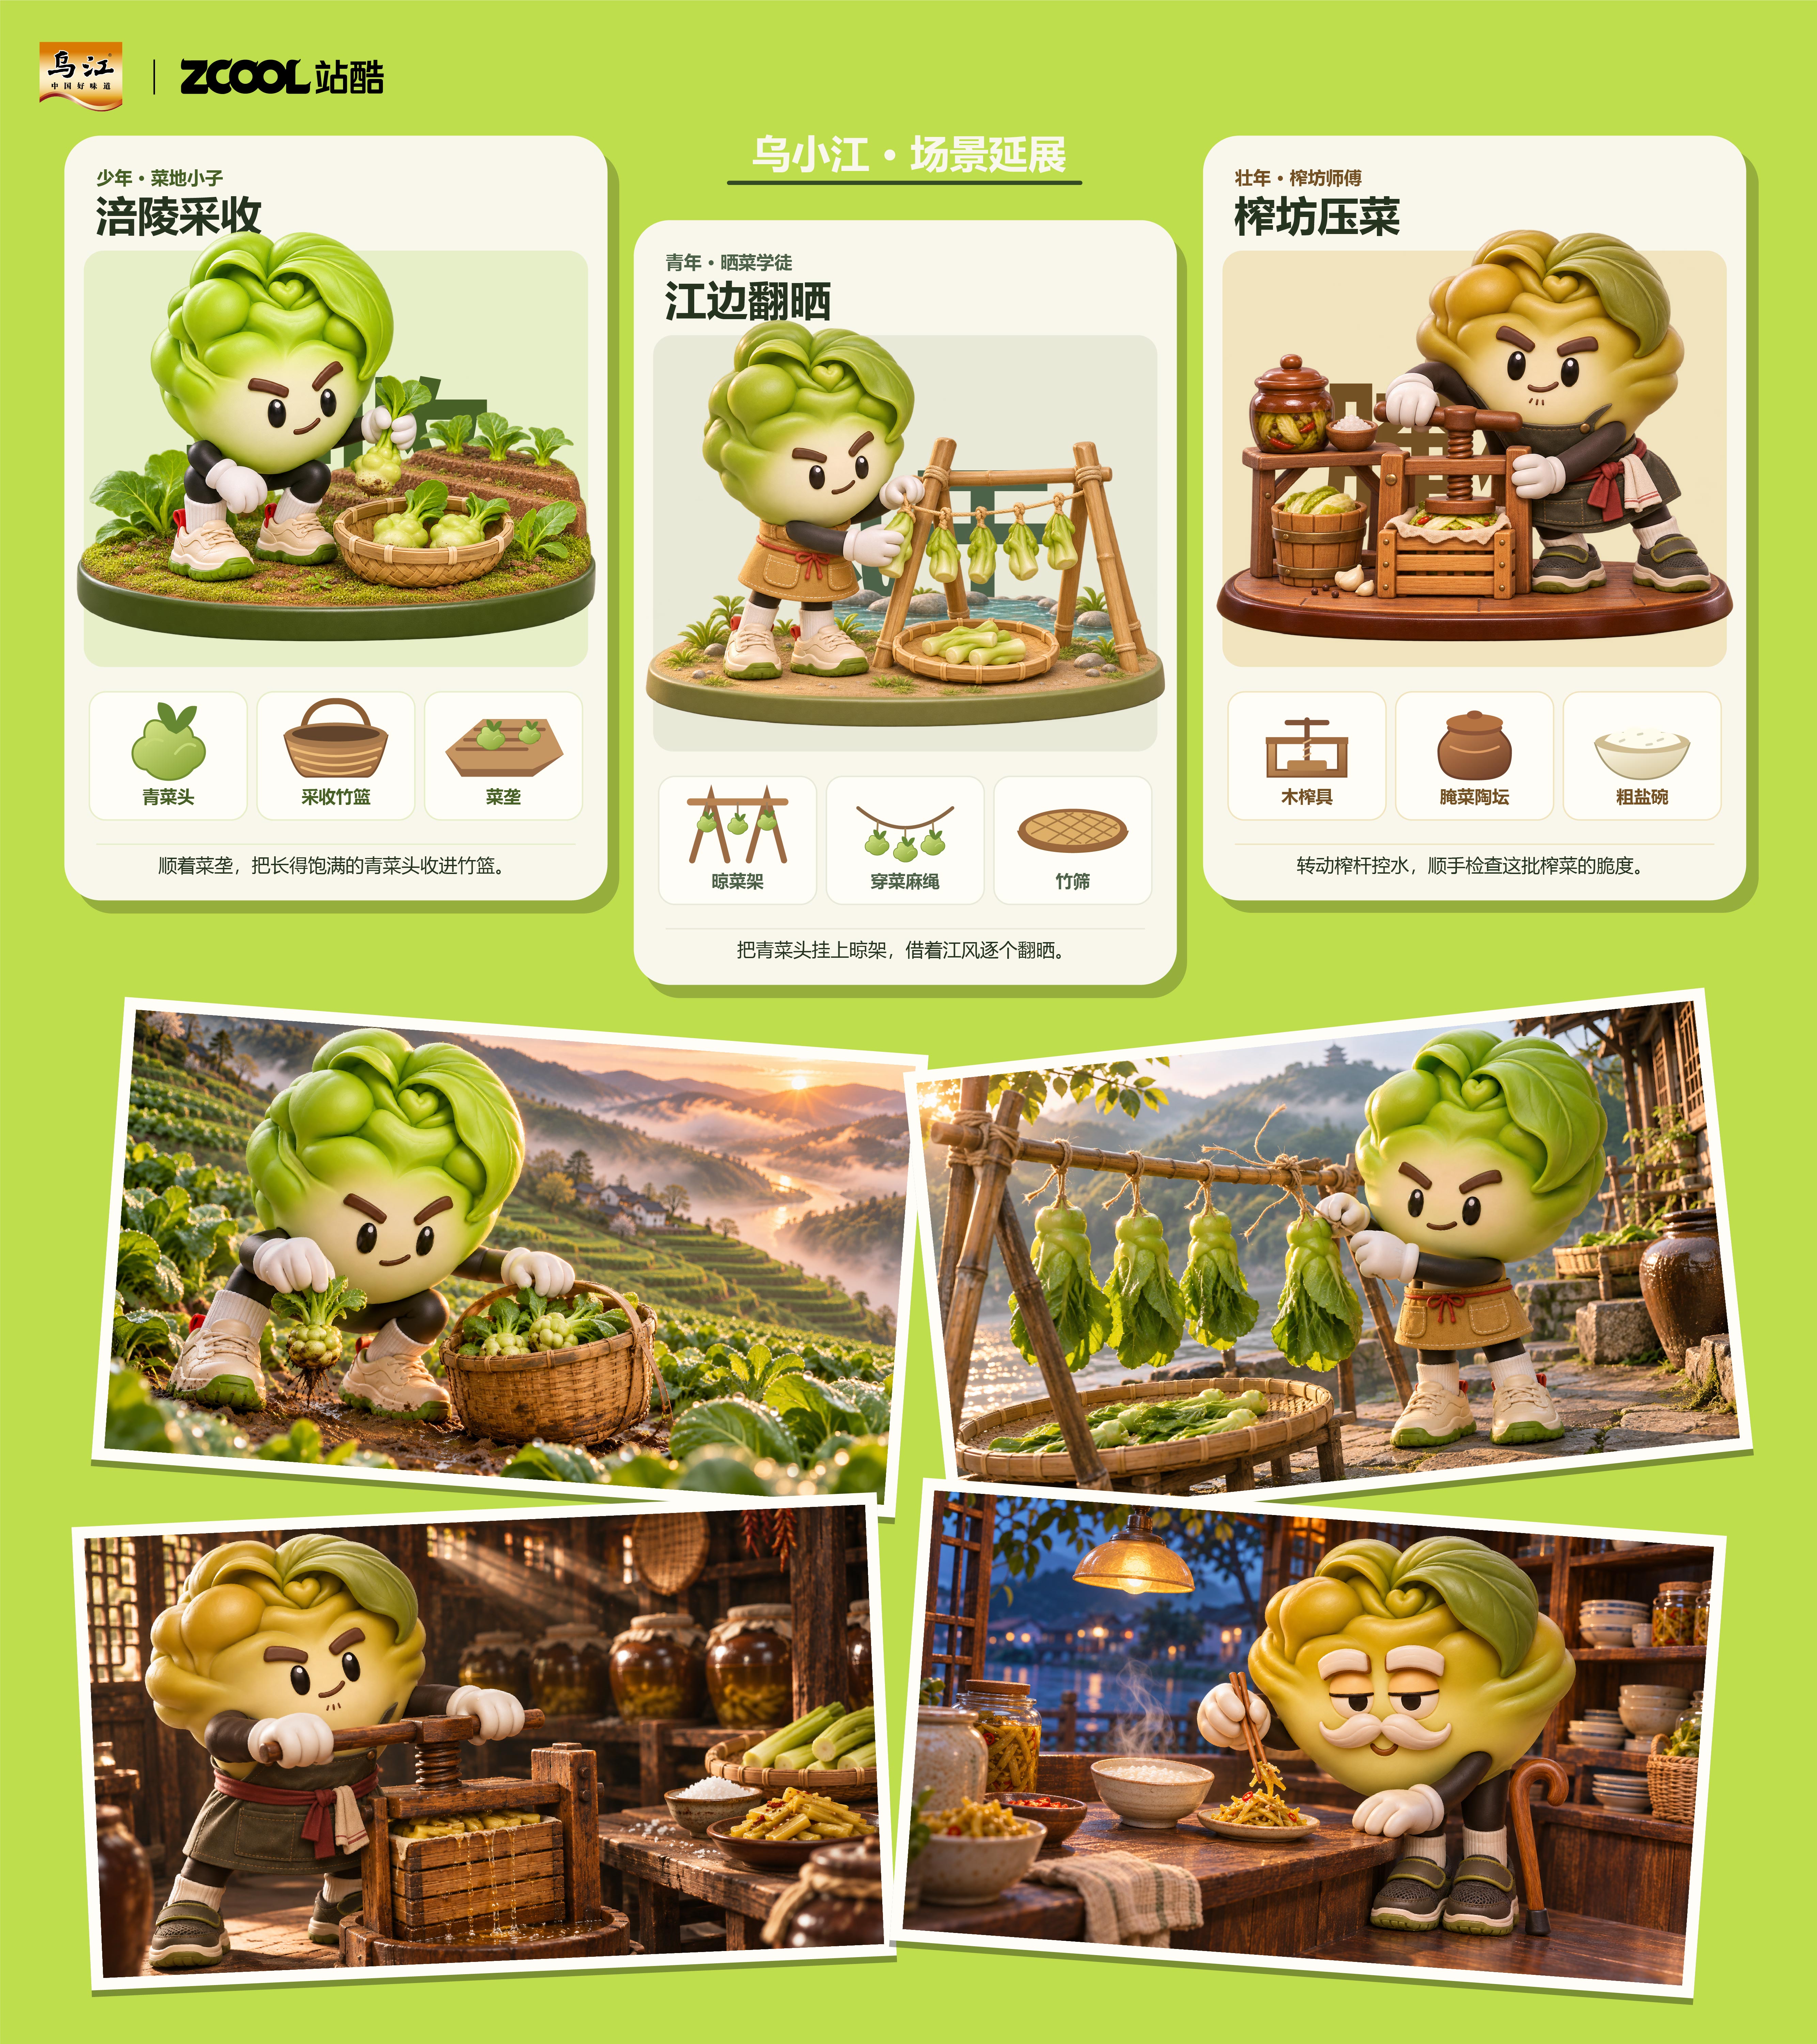 乌江
中国好味道
ZCOOL站酷
乌小江·场景延展
少年·菜地小子
涪陵采收
青菜头
采收竹篮
菜垄
顺着菜垄，把长得饱满的青菜头收进竹篮。
青年·晒菜学徒
江边翻晒
晾菜架
穿菜麻绳
竹筛
把青菜头挂上晾架，借着江风逐个翻晒。
壮年·榨坊师傅
榨坊压菜
木榨具
腌菜陶坛
粗盐碗
转动榨杆控水，顺手检查这批榨菜的脆度。